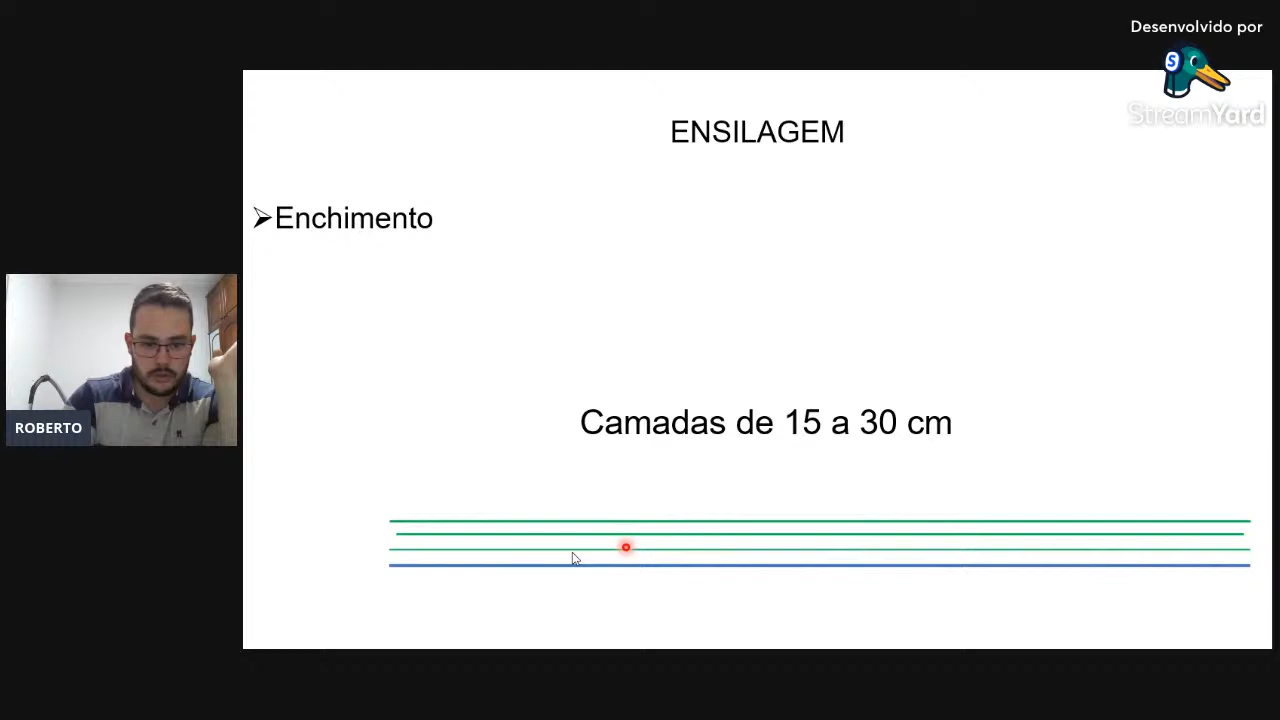 Desenvolvido por
StreamYard
ENSILAGEM
➢Enchimento
ROBERTO
Camadas de 15 a 30 cm